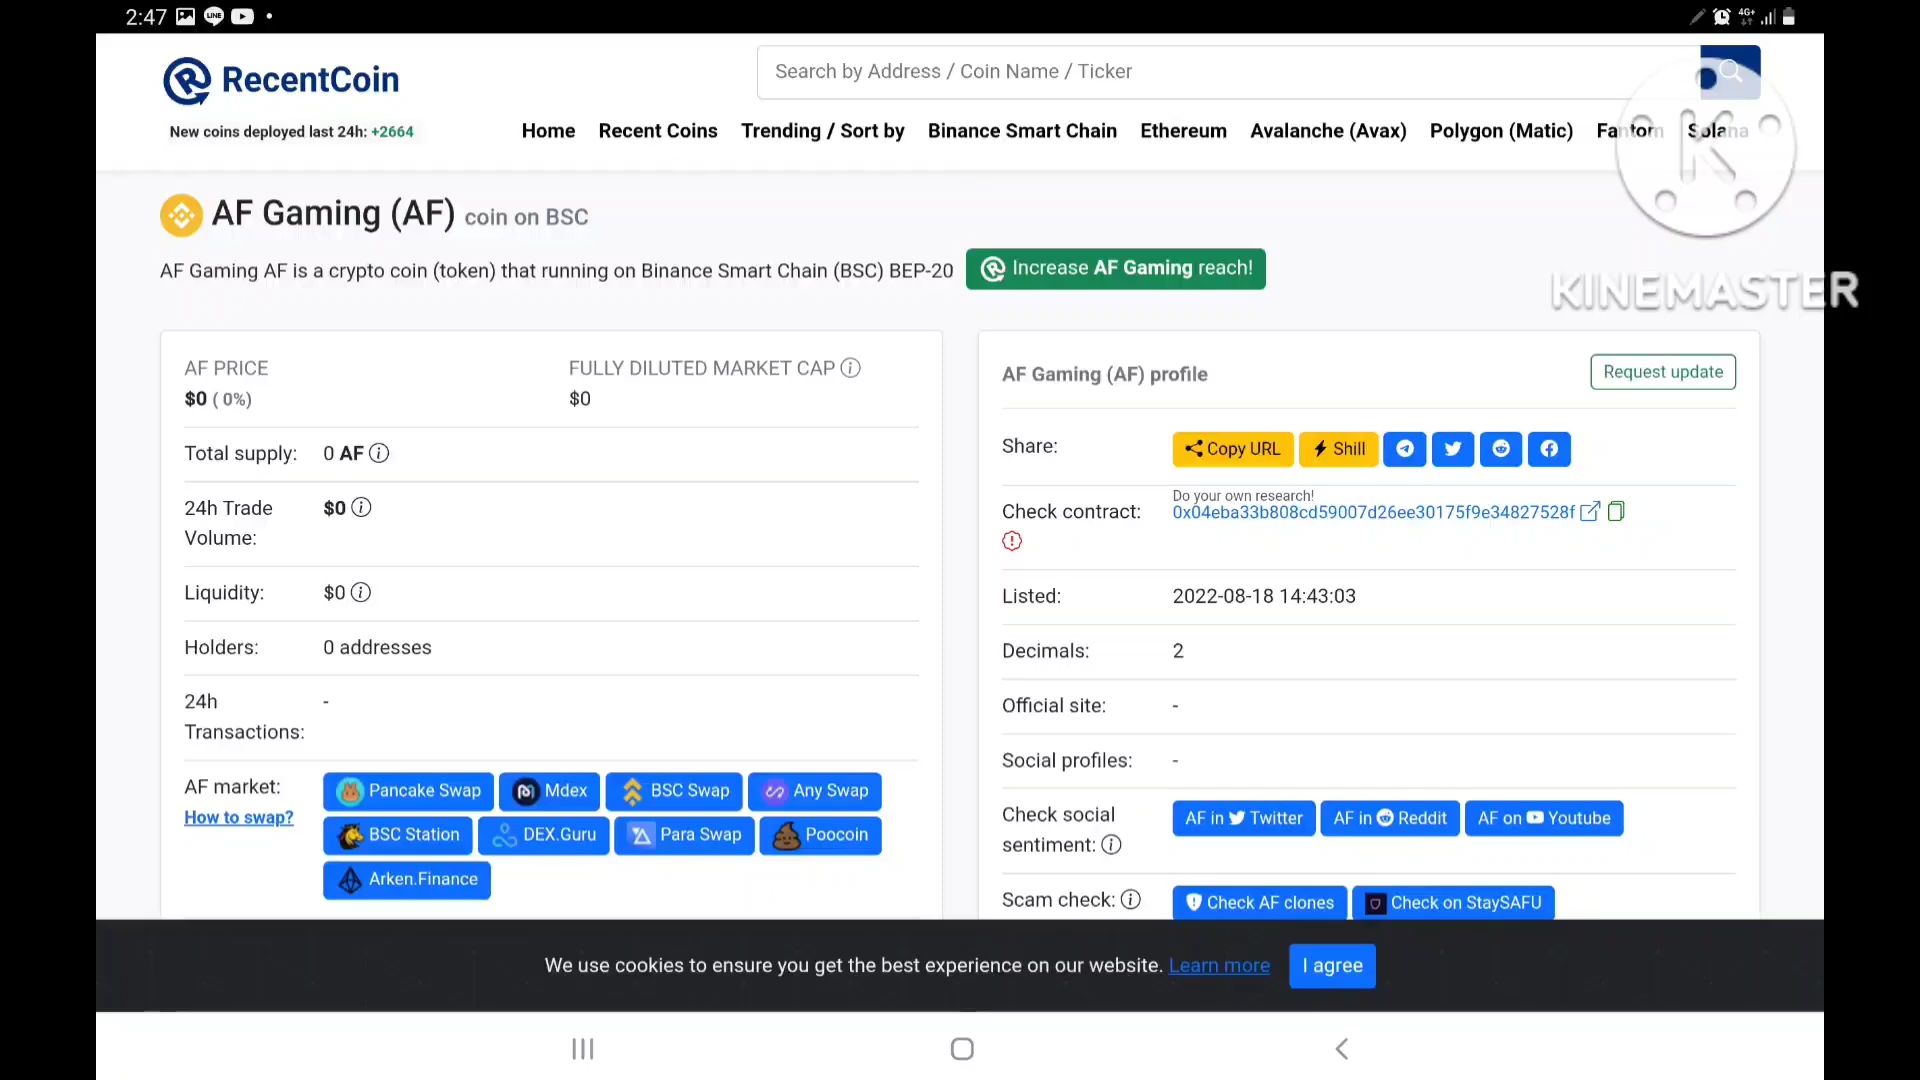 2:47
LINE
4G+
RecentCoin
Search by Address / Coin Name / Ticker
New coins deployed last 24h: +2664
Home Recent Coins Trending / Sort by Binance Smart Chain Ethereum Avalanche (Avax) Polygon (Matic) Fantom Solana
K
KINEMASTER
AF Gaming (AF) coin on BSC
AF Gaming AF is a crypto coin (token) that running on Binance Smart Chain (BSC) BEP-20
Increase AF Gaming reach!
AF PRICE
$0 ( 0%)
FULLY DILUTED MARKET CAP
$0
Total supply: 0 AF
24h Trade Volume: $0
Liquidity: $0
Holders: 0 addresses
24h Transactions: -
AF market:
How to swap?
Pancake Swap Mdex BSC Swap Any Swap
BSC Station DEX.Guru Para Swap Poocoin
Arken.Finance
AF Gaming (AF) profile
Request update
Share: Copy URL Shill
Do your own research!
Check contract: 0x04eba33b808cd59007d26ee30175f9e34827528f
Listed: 2022-08-18 14:43:03
Decimals: 2
Official site: -
Social profiles: -
Check social sentiment: AF in Twitter AF in Reddit AF on Youtube
Scam check: Check AF clones Check on StaySAFU
We use cookies to ensure you get the best experience on our website. Learn more I agree